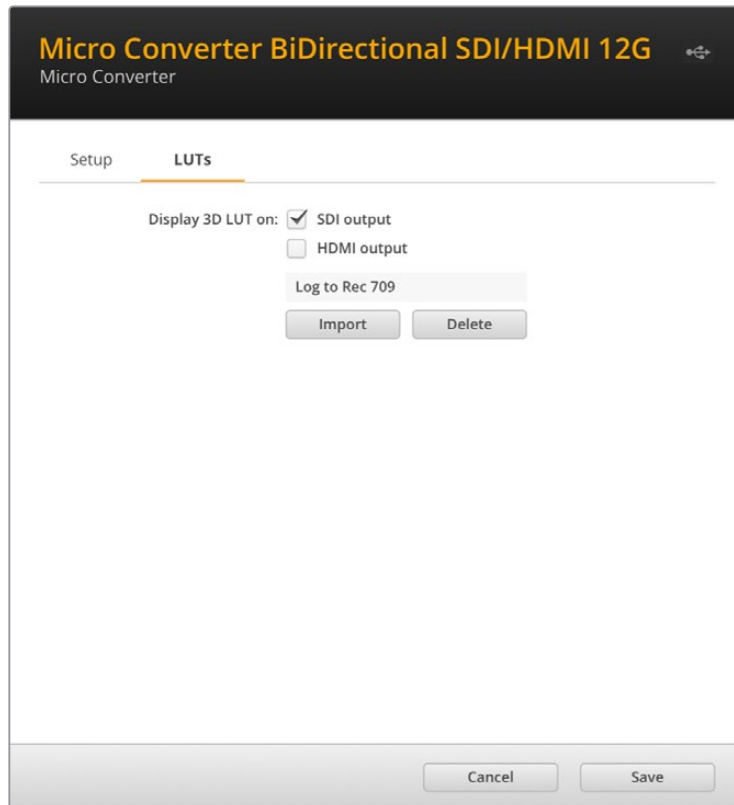 Micro Converter BiDirectional SDI/HDMI 12G
Micro Converter
Setup LUTs
Display 3D LUT on: SDI output
HDMI output
Log to Rec 709
Import Delete
Cancel Save